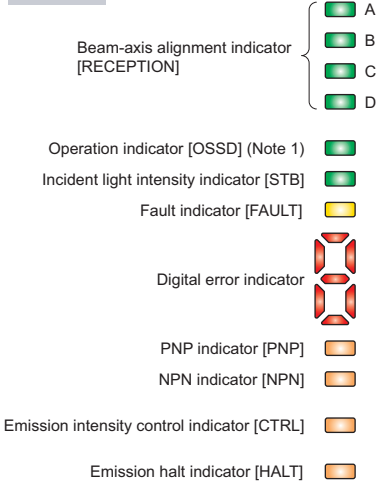 A
Beam-axis alignment indicator
B
[RECEPTION]
C
D
Operation indicator [OSSD] (Note 1)
Incident light intensity indicator [STB]
Fault indicator [FAULT]
Digital error indicator
PNP indicator [PNP]
NPN indicator [NPN]
Emission intensity control indicator [CTRL]
Emission halt indicator [HALT]